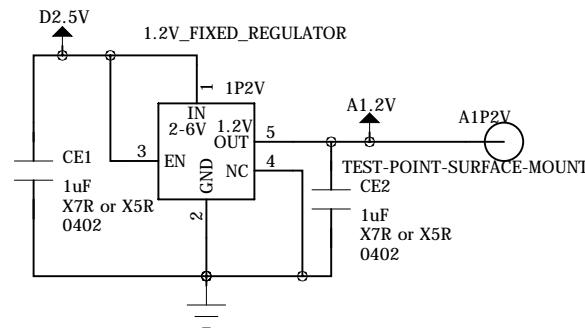 D2.5V
1.2V_FIXED_REGULATOR
1
1P2V
IN
2-6V
1.2V
OUT
5
A1.2V
A1P2V
3
EN
GND
NC
4
2
CE1
1uF
X7R or X5R
0402
TEST-POINT-SURFACE-MOUNT
CE2
1uF
X7R or X5R
0402